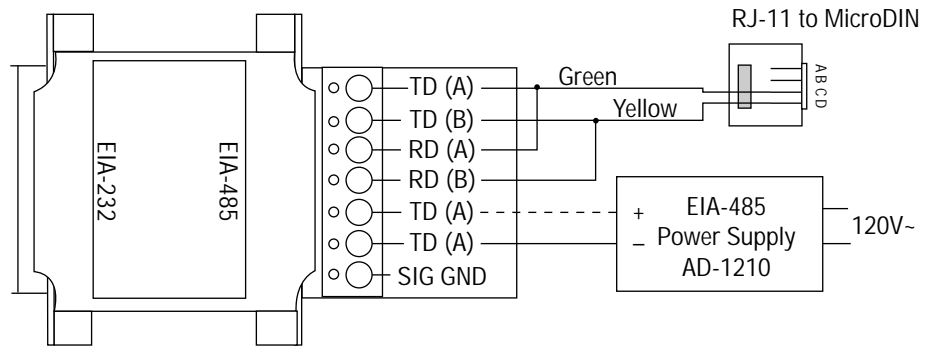 RJ-11 to MicroDIN
EIA-232
EIA-485
TD (A)
TD (B)
RD (A)
RD (B)
TD (A)
TD (A)
SIG GND
Green
Yellow
A B C D
+
–
EIA-485
Power Supply
AD-1210
120V~